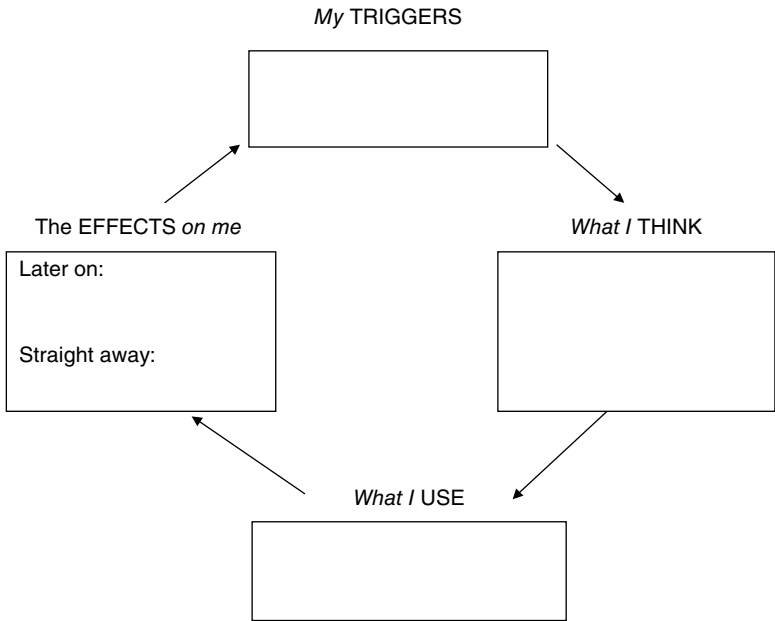 My TRIGGERS
The EFFECTS on me
What I THINK
Later on:
Straight away:
What I USE